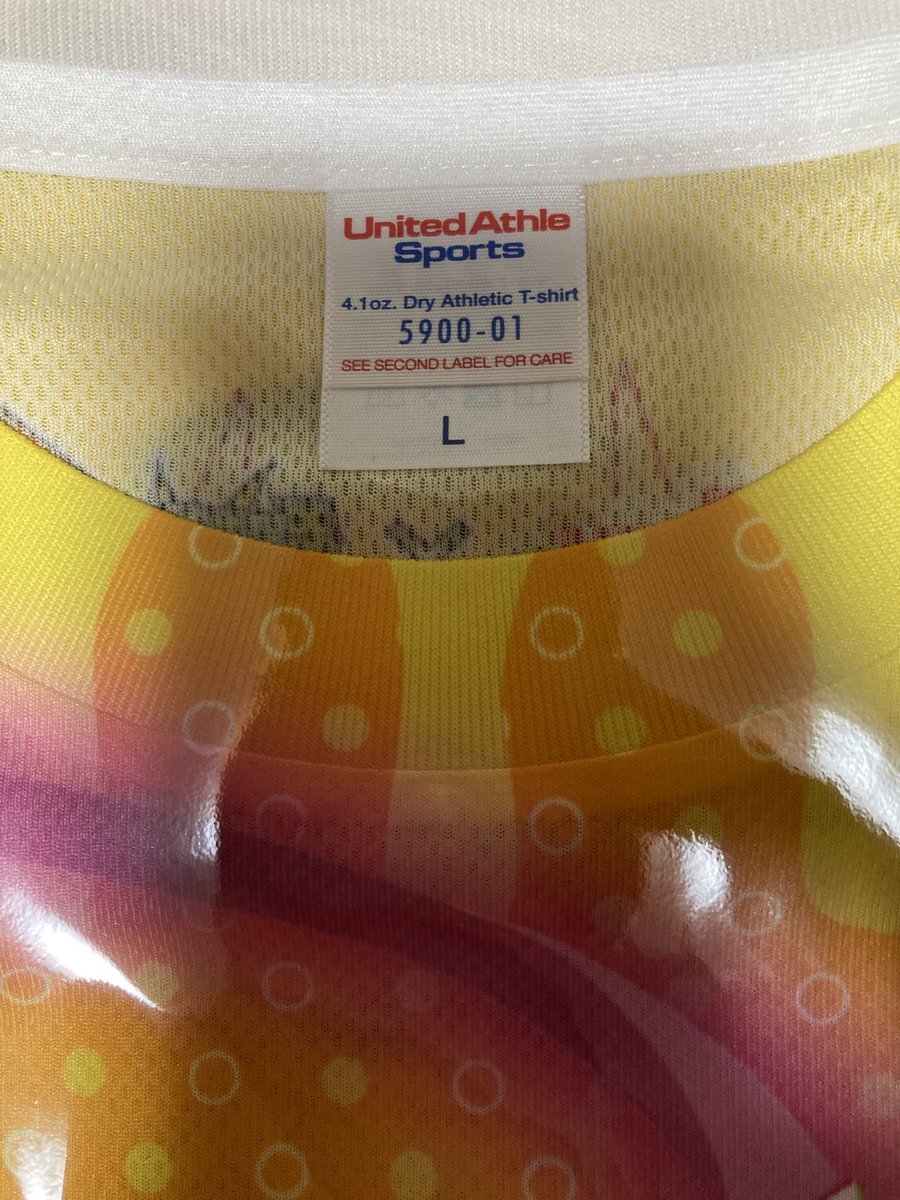 United Athle
Sports
4.1oz. Dry Athletic T-shirt
5900-01
SEE SECOND LABEL FOR CARE
L